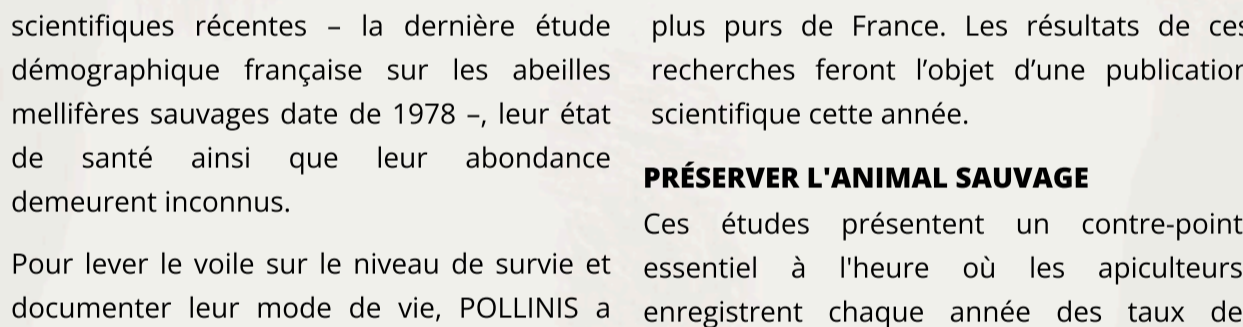 scientifiques récentes – la dernière étude
démographique française sur les abeilles
mellifères sauvages date de 1978 –, leur état
de santé ainsi que leur abondance
demeurent inconnus.
Pour lever le voile sur le niveau de survie et
documenter leur mode de vie, POLLINIS a
plus purs de France. Les résultats de ces
recherches feront l’objet d’une publication
scientifique cette année.
PRÉSERVER L'ANIMAL SAUVAGE
Ces études présentent un contre-point
essentiel à l'heure où les apiculteurs
enregistrent chaque année des taux de